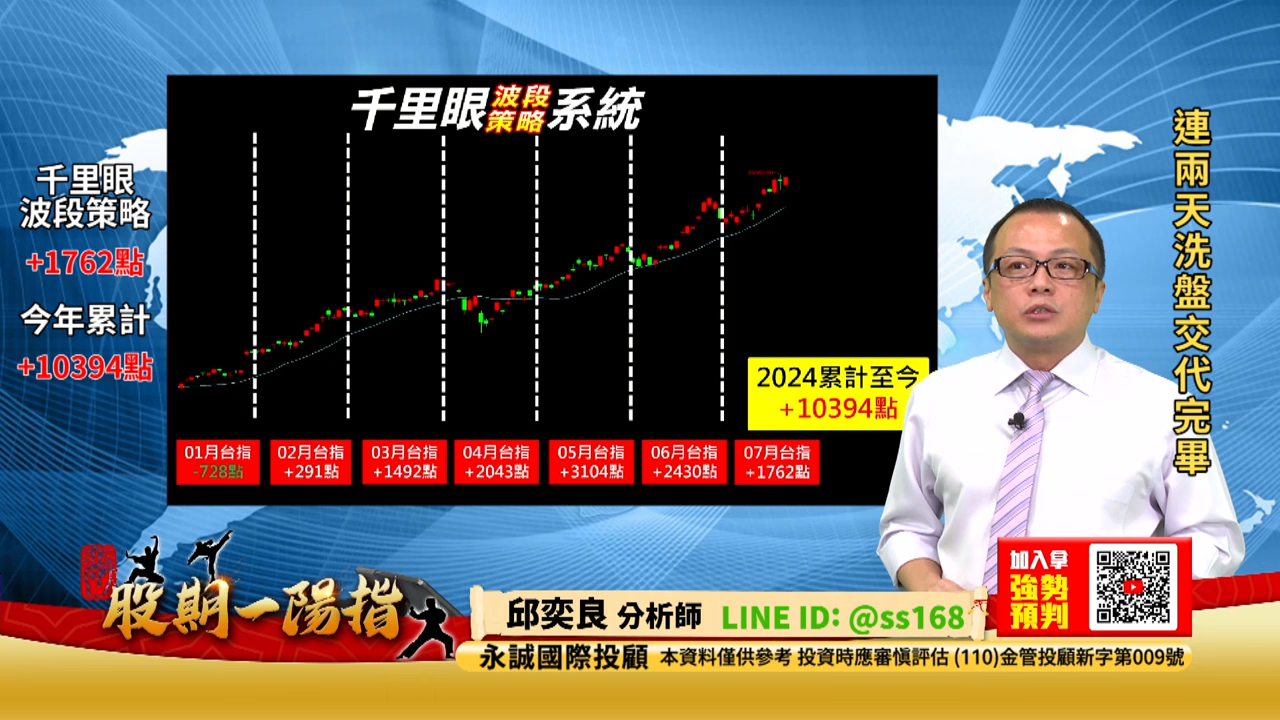 千里眼波段策略系統
千里眼
波段策略
+1762點
今年累計
+10394點
2024累計至今
+10394點
01月台指
-728點
02月台指
+291點
03月台指
+1492點
04月台指
+2043點
05月台指
+3104點
06月台指
+2430點
07月台指
+1762點
連兩天洗盤交代完畢
股期一陽指
邱奕良 分析師 LINE ID: @ss168
加入拿
強勢
預判
永誠國際投顧 本資料僅供參考 投資時應審慎評估 (110)金管投顧新字第009號